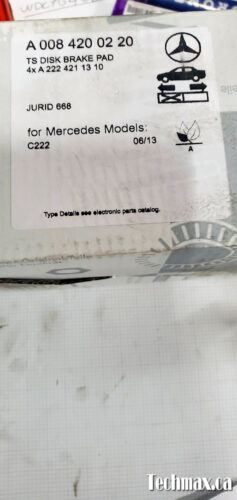 A 008 420 02 20
TS DISK BRAKE PAD
4x A 222 421 13 10
JURID 668
for Mercedes Models:
C222 06/13
A
Type Details see electronic parts catalog.
Techmax.ca